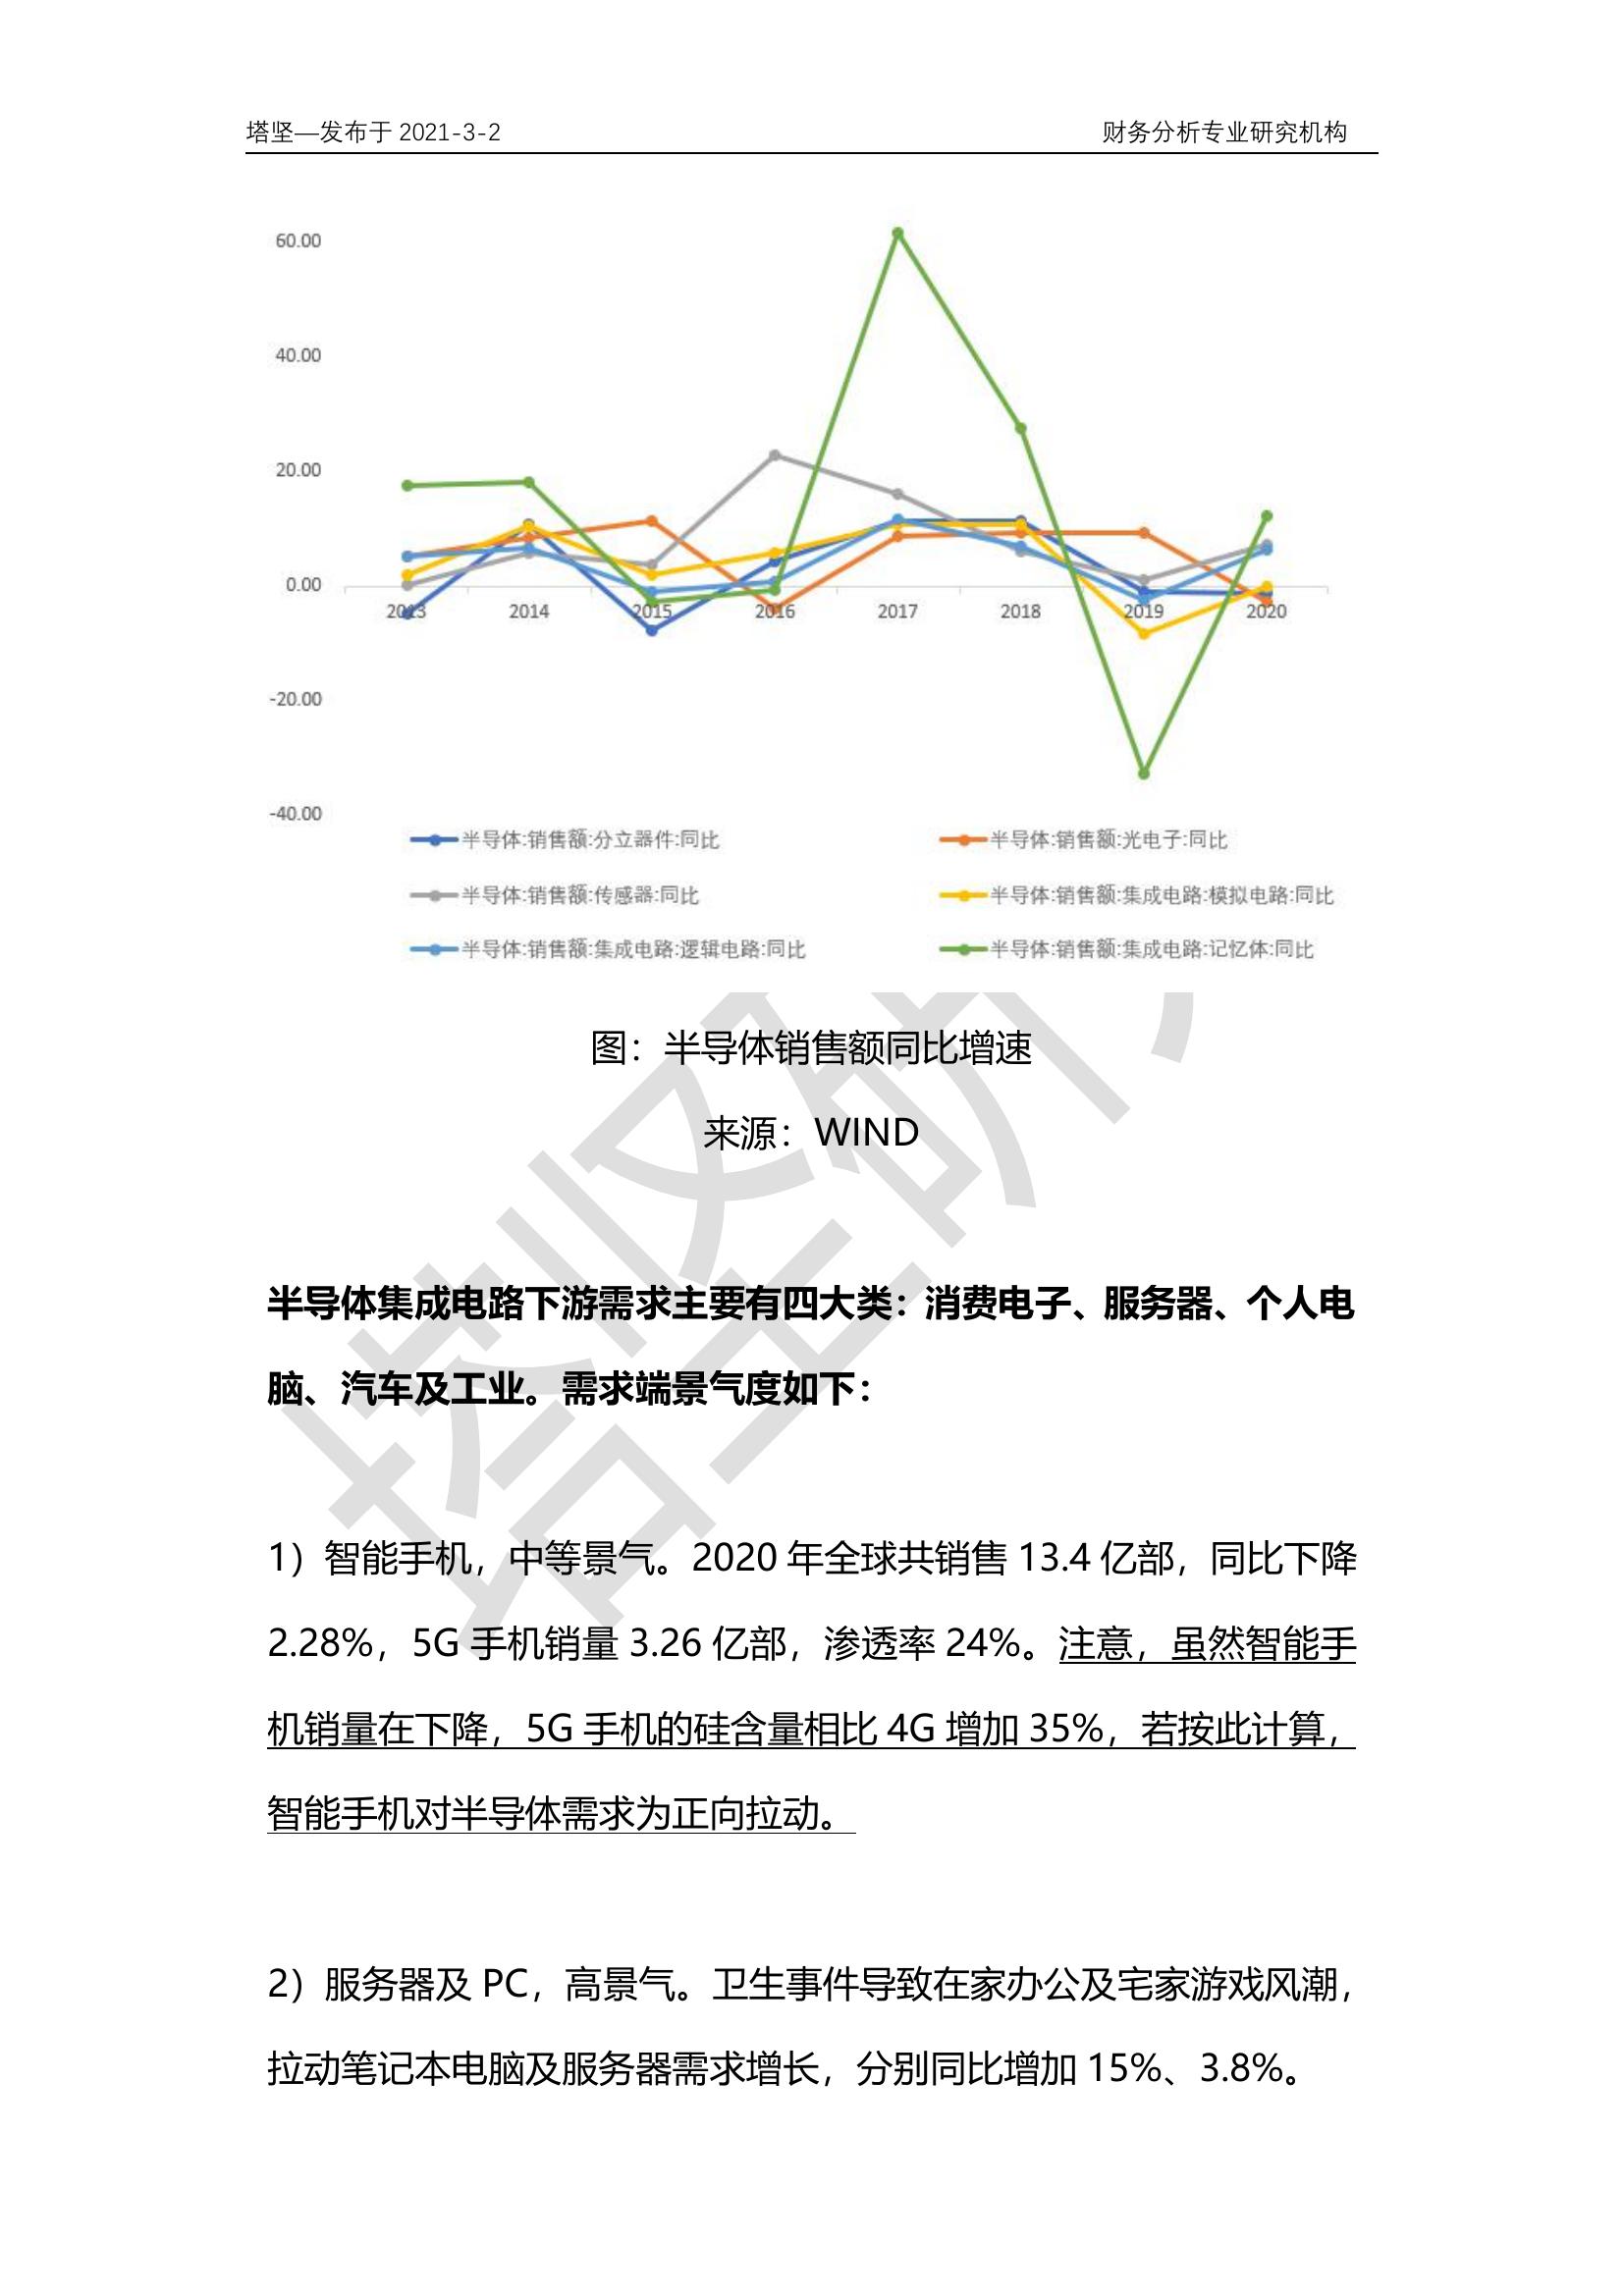 塔坚—发布于 2021-3-2 财务分析专业研究机构
60.00
40.00
20.00
0.00
2013 2014 2015 2016 2017 2018 2019 2020
-20.00
-40.00
半导体:销售额:分立器件:同比 半导体:销售额:光电子:同比
半导体:销售额:传感器:同比 半导体:销售额:集成电路:模拟电路:同比
半导体:销售额:集成电路:逻辑电路:同比 半导体:销售额:集成电路:记忆体:同比
图：半导体销售额同比增速
来源：WIND
半导体集成电路下游需求主要有四大类：消费电子、服务器、个人电
脑、汽车及工业。需求端景气度如下：
1）智能手机，中等景气。2020 年全球共销售 13.4 亿部，同比下降
2.28%，5G 手机销量 3.26 亿部，渗透率 24%。注意，虽然智能手
机销量在下降，5G 手机的硅含量相比 4G 增加 35%，若按此计算，
智能手机对半导体需求为正向拉动。
2）服务器及 PC，高景气。卫生事件导致在家办公及宅家游戏风潮，
拉动笔记本电脑及服务器需求增长，分别同比增加 15%、3.8%。
塔坚研